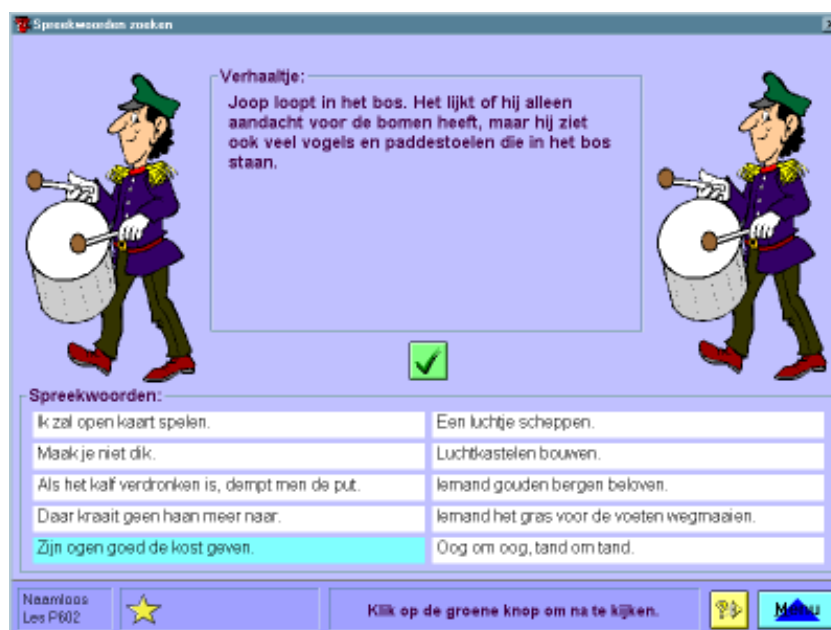 Spreekwoorden zoeken
Verhaaltje:
Joop loopt in het bos. Het lijkt of hij alleen
aandacht voor de bomen heeft, maar hij ziet
ook veel vogels en paddestoelen die in het bos
staan.
Spreekwoorden:
Ik zal open kaart spelen.
Een luchtje scheppen.
Maak je niet dik.
Luchtkastelen bouwen.
Als het kalf verdronken is, dempt men de put.
Iemand gouden bergen beloven.
Daar kraait geen haan meer naar.
Iemand het gras voor de voeten wegmaaien.
Zijn ogen goed de kost geven.
Oog om oog, tand om tand.
Naamloos
Les P602
Klik op de groene knop om na te kijken.
Menu